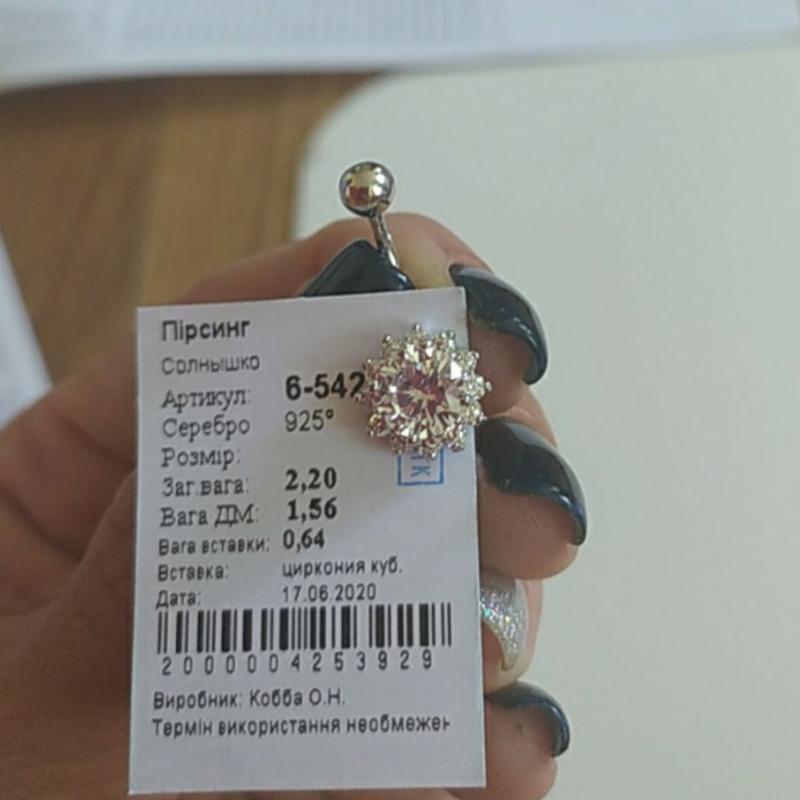 Пірсинг
Солнышко
Артикул: 6-542
Серебро 925°
Розмір:
Заг.вага: 2,20
Вага ДМ: 1,56
Вага вставки: 0,64
Вставка: циркония куб.
Дата: 17.06.2020
2000004253929
Виробник: Кобба О.Н.
Термін використання необмежен